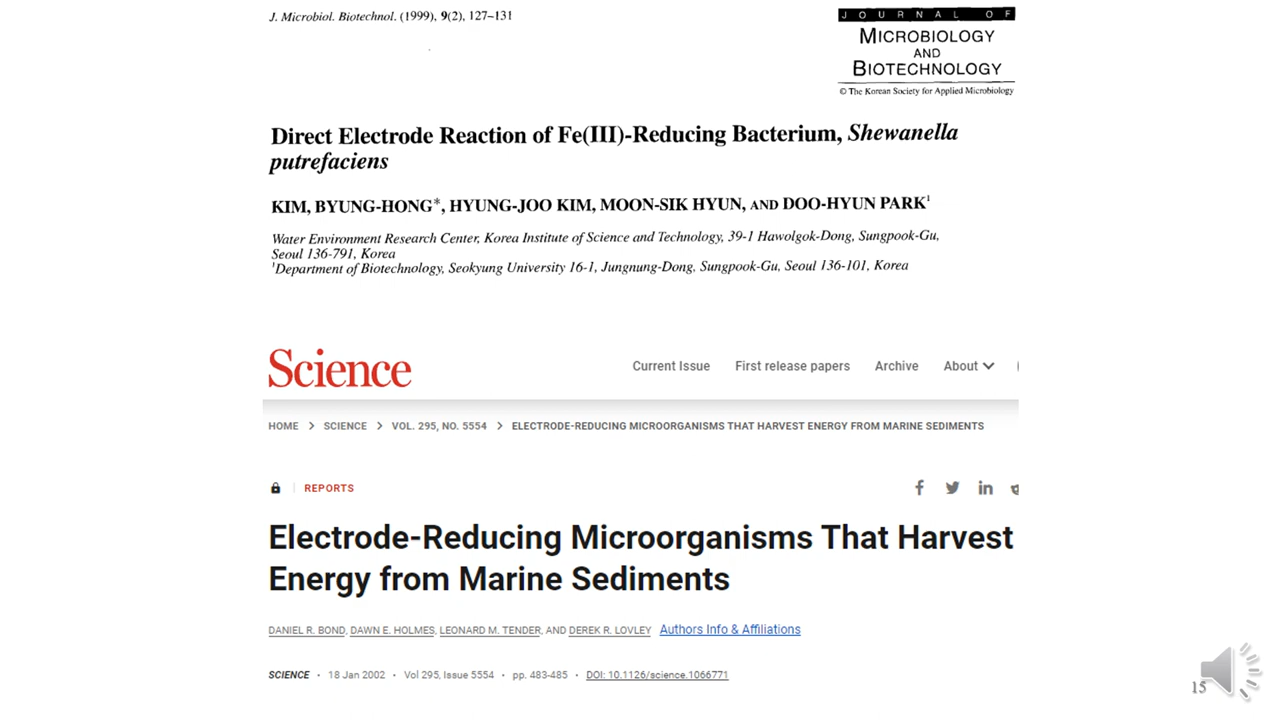 J. Microbiol. Biotechnol. (1999), 9(2), 127–131
JOURNAL OF
MICROBIOLOGY
AND
BIOTECHNOLOGY
© The Korean Society for Applied Microbiology
Direct Electrode Reaction of Fe(III)-Reducing Bacterium, Shewanella
putrefaciens
KIM, BYUNG-HONG*, HYUNG-JOO KIM, MOON-SIK HYUN, AND DOO-HYUN PARK1
Water Environment Research Center, Korea Institute of Science and Technology, 39-1 Hawolgok-Dong, Sungpook-Gu,
Seoul 136-791, Korea
1Department of Biotechnology, Seokyung University 16-1, Jungnung-Dong, Sungpook-Gu, Seoul 136-101, Korea
Science
Current Issue First release papers Archive About
HOME > SCIENCE > VOL. 295, NO. 5554 > ELECTRODE-REDUCING MICROORGANISMS THAT HARVEST ENERGY FROM MARINE SEDIMENTS
REPORTS
Electrode-Reducing Microorganisms That Harvest
Energy from Marine Sediments
DANIEL R. BOND, DAWN E. HOLMES, LEONARD M. TENDER, AND DEREK R. LOVLEY Authors Info & Affiliations
SCIENCE • 18 Jan 2002 • Vol 295, Issue 5554 • pp. 483-485 • DOI: 10.1126/science.1066771
15